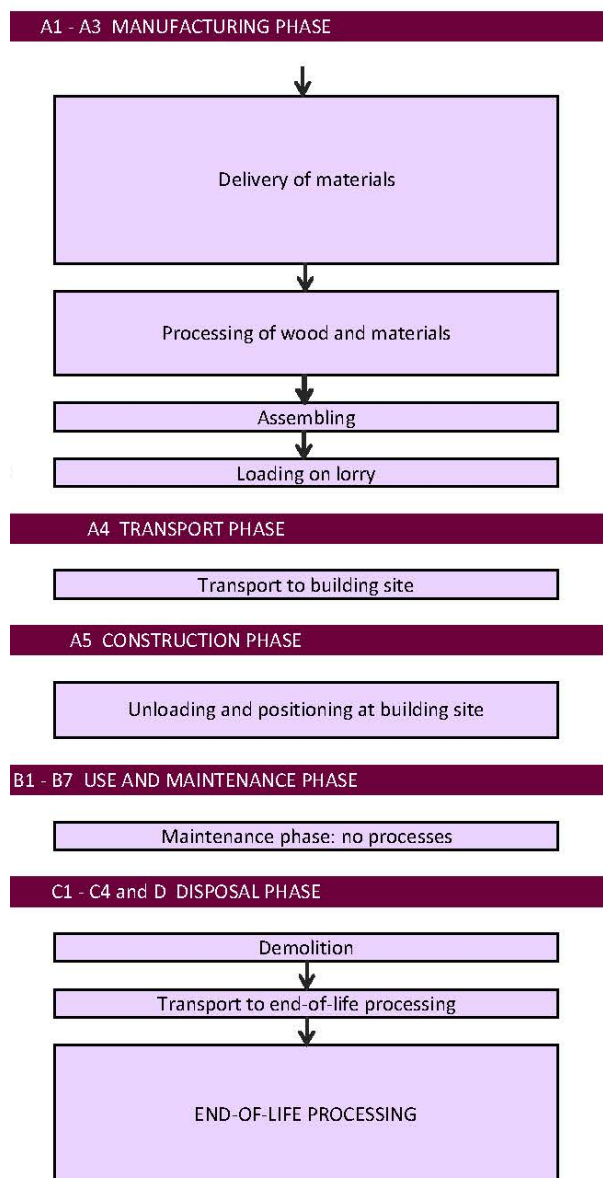 A1 - A3 MANUFACTURING PHASE
Delivery of materials
Processing of wood and materials
Assembling
Loading on lorry
A4 TRANSPORT PHASE
Transport to building site
A5 CONSTRUCTION PHASE
Unloading and positioning at building site
B1 - B7 USE AND MAINTENANCE PHASE
Maintenance phase: no processes
C1 - C4 and D DISPOSAL PHASE
Demolition
Transport to end-of-life processing
END-OF-LIFE PROCESSING